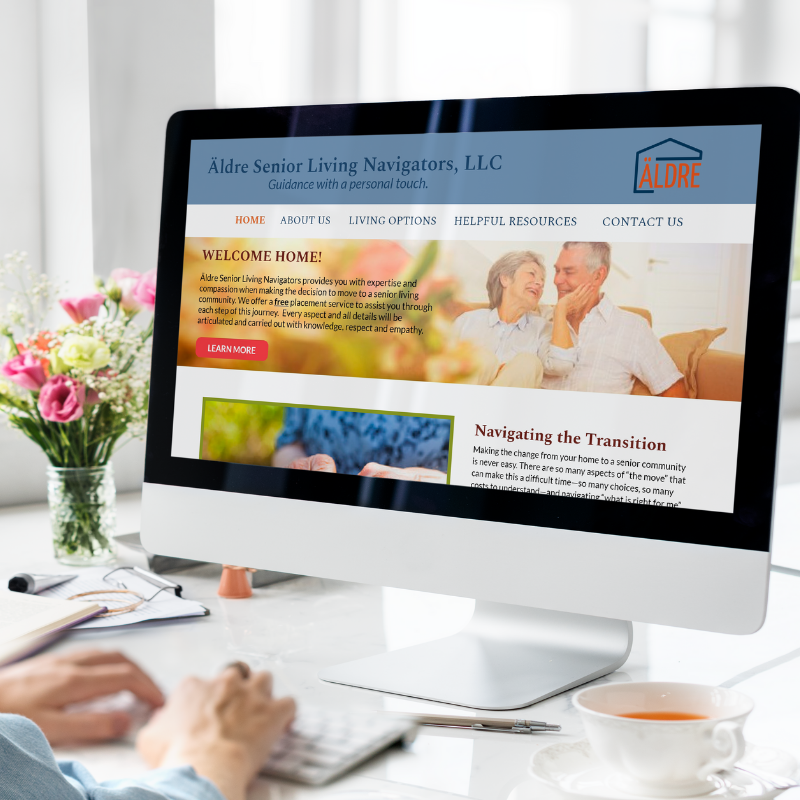 Äldre Senior Living Navigators, LLC
Guidance with a personal touch.
ÄLDRE
HOME ABOUT US LIVING OPTIONS HELPFUL RESOURCES CONTACT US
WELCOME HOME!
Äldre Senior Living Navigators provides you with expertise and
compassion when making the decision to move to a senior living
community. We offer a free placement service to assist you through
each step of this journey. Every aspect and all details will be
articulated and carried out with knowledge, respect and empathy.
LEARN MORE
Navigating the Transition
Making the change from your home to a senior community
is never easy. There are so many aspects of "the move" that
can make this a difficult time—so many choices, so many
costs to understand—and navigating "what is right for me"